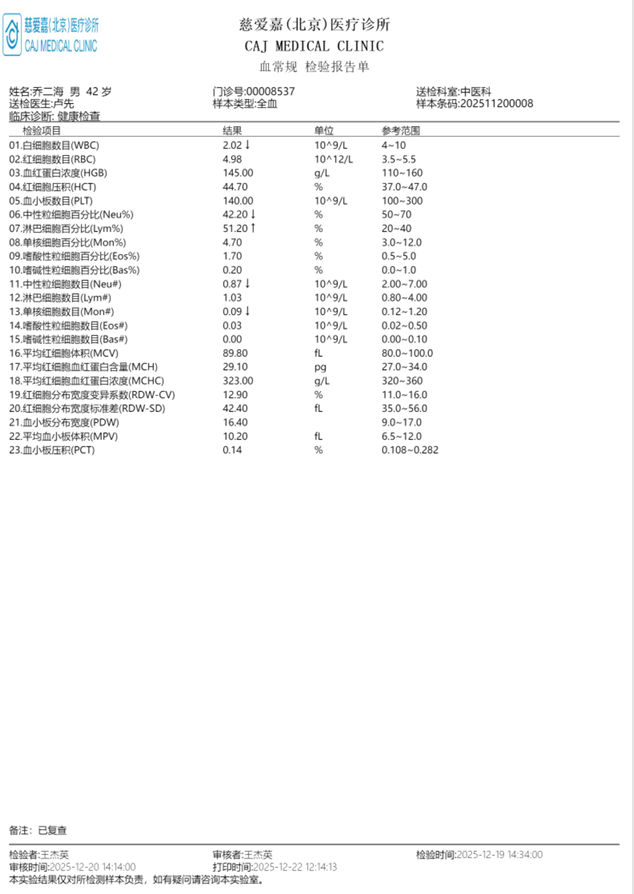 慈爱嘉(北京)医疗诊所
CAJ MEDICAL CLINIC
慈爱嘉(北京)医疗诊所
CAJ MEDICAL CLINIC
血常规 检验报告单
姓名:乔二海 男 42 岁 门诊号:00008537 送检科室:中医科
送检医生:卢先 样本类型:全血 样本条码:202511200008
临床诊断: 健康检查
检验项目 结果 单位 参考范围
01.白细胞数目(WBC) 2.02↓ 10^9/L 4~10
02.红细胞数目(RBC) 4.98 10^12/L 3.5~5.5
03.血红蛋白浓度(HGB) 145.00 g/L 110~160
04.红细胞压积(HCT) 44.70 % 37.0~47.0
05.血小板数目(PLT) 140.00 10^9/L 100~300
06.中性粒细胞百分比(Neu%) 42.20↓ % 50~70
07.淋巴细胞百分比(Lym%) 51.20↑ % 20~40
08.单核细胞百分比(Mon%) 4.70 % 3.0~12.0
09.嗜酸性粒细胞百分比(Eos%) 1.70 % 0.5~5.0
10.嗜碱性粒细胞百分比(Bas%) 0.20 % 0.0~1.0
11.中性粒细胞数目(Neu#) 0.87↓ 10^9/L 2.00~7.00
12.淋巴细胞数目(Lym#) 1.03 10^9/L 0.80~4.00
13.单核细胞数目(Mon#) 0.09↓ 10^9/L 0.12~1.20
14.嗜酸性粒细胞数目(Eos#) 0.03 10^9/L 0.02~0.50
15.嗜碱性粒细胞数目(Bas#) 0.00 10^9/L 0.00~0.10
16.平均红细胞体积(MCV) 89.80 fL 80.0~100.0
17.平均红细胞血红蛋白含量(MCH) 29.10 pg 27.0~34.0
18.平均红细胞血红蛋白浓度(MCHC) 323.00 g/L 320~360
19.红细胞分布宽度变异系数(RDW-CV) 12.90 % 11.0~16.0
20.红细胞分布宽度标准差(RDW-SD) 42.40 fL 35.0~56.0
21.血小板分布宽度(PDW) 16.40 9.0~17.0
22.平均血小板体积(MPV) 10.20 fL 6.5~12.0
23.血小板压积(PCT) 0.14 % 0.108~0.282
备注: 已复查
检验者:王杰英 审核者:王杰英 检验时间:2025-12-19 14:34:00
审核时间:2025-12-20 14:14:00 打印时间:2025-12-22 12:14:13
本实验结果仅对所检测样本负责，如有疑问请咨询本实验室。